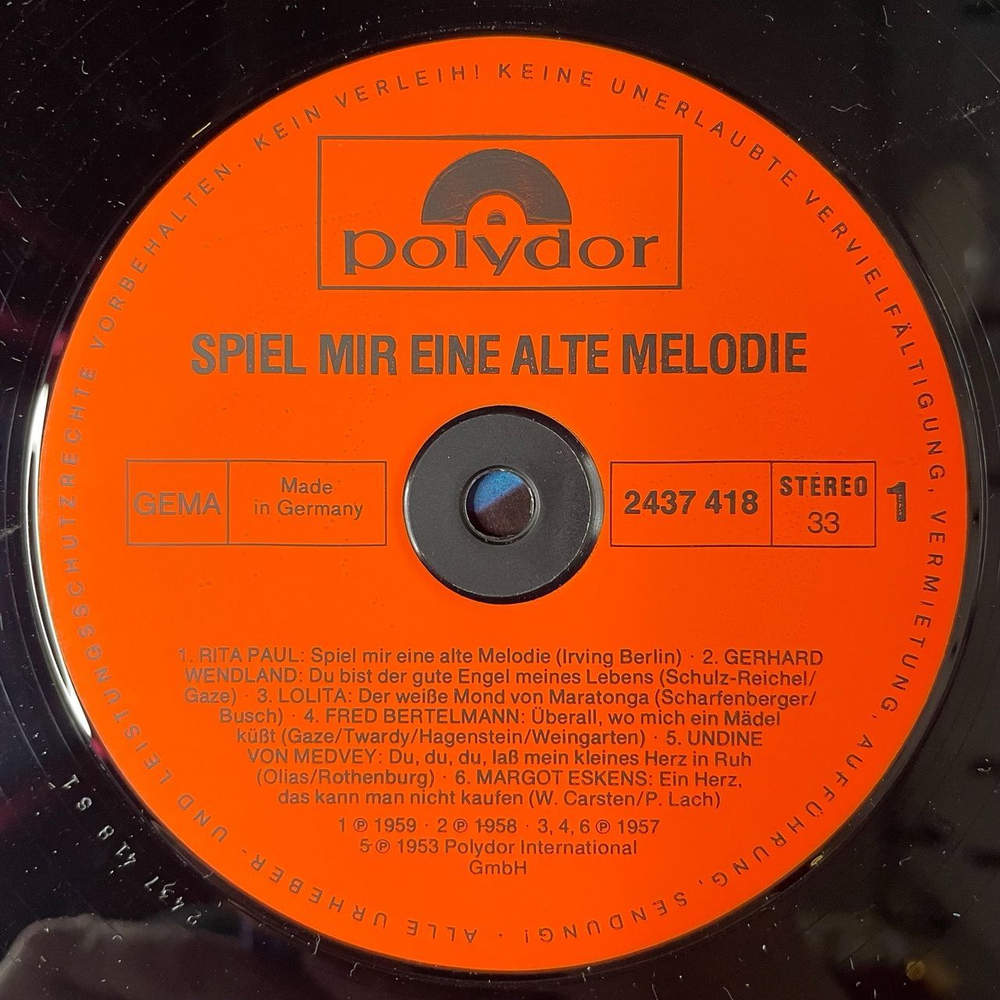 ALLE URHEBER- UND LEISTUNGSSCHUTZRECHTE VORBEHALTEN. KEIN VERLEIH! KEINE UNERLAUBTE VERVIELFÄLTIGUNG, VERMIETUNG, AUFFÜHRUNG, SENDUNG! ·
polydor
SPIEL MIR EINE ALTE MELODIE
GEMA
Made
in Germany
2437 418
STEREO
33
1
1. RITA PAUL: Spiel mir eine alte Melodie (Irving Berlin) · 2. GERHARD
WENDLAND: Du bist der gute Engel meines Lebens (Schulz-Reichel/
Gaze) · 3. LOLITA: Der weiße Mond von Maratonga (Scharfenberger/
Busch) · 4. FRED BERTELMANN: Überall, wo mich ein Mädel
küßt (Gaze/Twardy/Hagenstein/Weingarten) · 5. UNDINE
VON MEDVEY: Du, du, du, laß mein kleines Herz in Ruh
(Olias/Rothenburg) · 6. MARGOT ESKENS: Ein Herz,
das kann man nicht kaufen (W. Carsten/P. Lach)
1 ℗ 1959 · 2 ℗ 1958 · 3, 4, 6 ℗ 1957
5 ℗ 1953 Polydor International
GmbH
2437 418 S 1